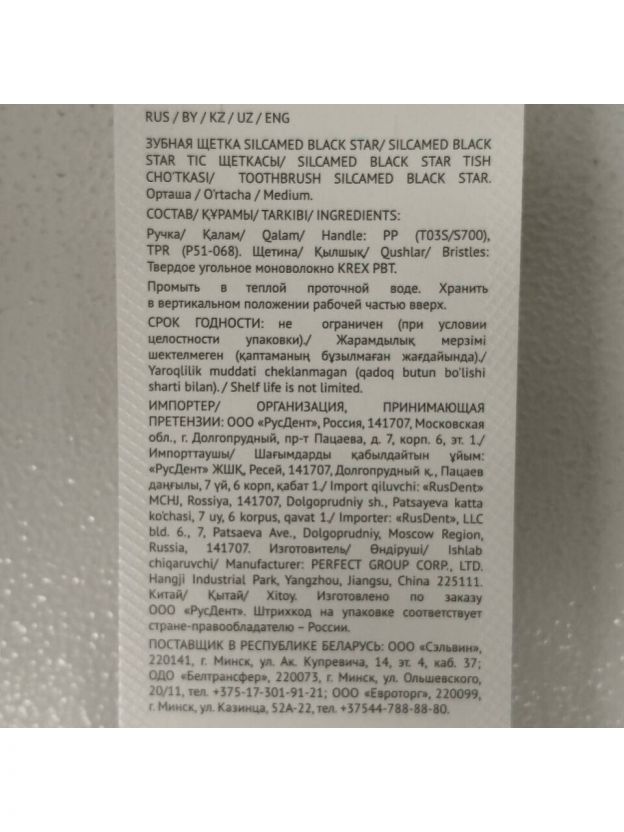 RUS / BY / KZ / UZ / ENG
ЗУБНАЯ ЩЕТКА SILCAMED BLACK STAR/ SILCAMED BLACK
STAR ТІС ЩЕТКАСЫ/ SILCAMED BLACK STAR TISH
CHO'TKASI/ TOOTHBRUSH SILCAMED BLACK STAR.
Орташа / O'rtacha / Medium.
СОСТАВ/ ҚҰРАМЫ/ TARKIBI/ INGREDIENTS:
Ручка/ Қалам/ Qalam/ Handle: PP (T03S/S700),
TPR (P51-068). Щетина/ Қылшық/ Qushlar/ Bristles:
Твердое угольное моноволокно KREX PBT.
Промыть в теплой проточной воде. Хранить
в вертикальном положении рабочей частью вверх.
СРОК ГОДНОСТИ: не ограничен (при условии
целостности упаковки)./ Жарамдылық мерзімі
шектелмеген (қаптаманың бұзылмаған жағдайында)./
Yaroqlilik muddati cheklanmagan (qadoq butun bo'lishi
sharti bilan)./ Shelf life is not limited.
ИМПОРТЕР/ ОРГАНИЗАЦИЯ, ПРИНИМАЮЩАЯ
ПРЕТЕНЗИИ: ООО «РусДент», Россия, 141707, Московская
обл., г. Долгопрудный, пр-т Пацаева, д. 7, корп. 6, эт. 1./
Импорттаушы/ Шағымдарды қабылдайтын ұйым:
«РусДент» ЖШҚ, Ресей, 141707, Долгопрудный қ., Пацаев
даңғылы, 7 үй, 6 корп, қабат 1./ Import qiluvchi: «RusDent»
MCHJ, Rossiya, 141707, Dolgoprudniy sh., Patsayeva katta
ko'chasi, 7 uy, 6 korpus, qavat 1./ Importer: «RusDent», LLC
bld. 6., 7, Patsaeva Ave., Dolgoprudniy, Moscow Region,
Russia, 141707. Изготовитель/ Өндіруші/ Ishlab
chiqaruvchi/ Manufacturer: PERFECT GROUP CORP., LTD.
Hangji Industrial Park, Yangzhou, Jiangsu, China 225111.
Китай/ Қытай/ Xitoy. Изготовлено по заказу
ООО «РусДент». Штрихкод на упаковке соответствует
стране-правообладателю – России.
ПОСТАВЩИК В РЕСПУБЛИКЕ БЕЛАРУСЬ: ООО «Сэльвин»,
220141, г. Минск, ул. Ак. Купревича, 14, эт. 4, каб. 37;
ОДО «Белтрансфер», 220073, г. Минск, ул. Ольшевского,
20/11, тел. +375-17-301-91-21; ООО «Евроторг», 220099,
г. Минск, ул. Казинца, 52А-22, тел. +37544-788-88-80.